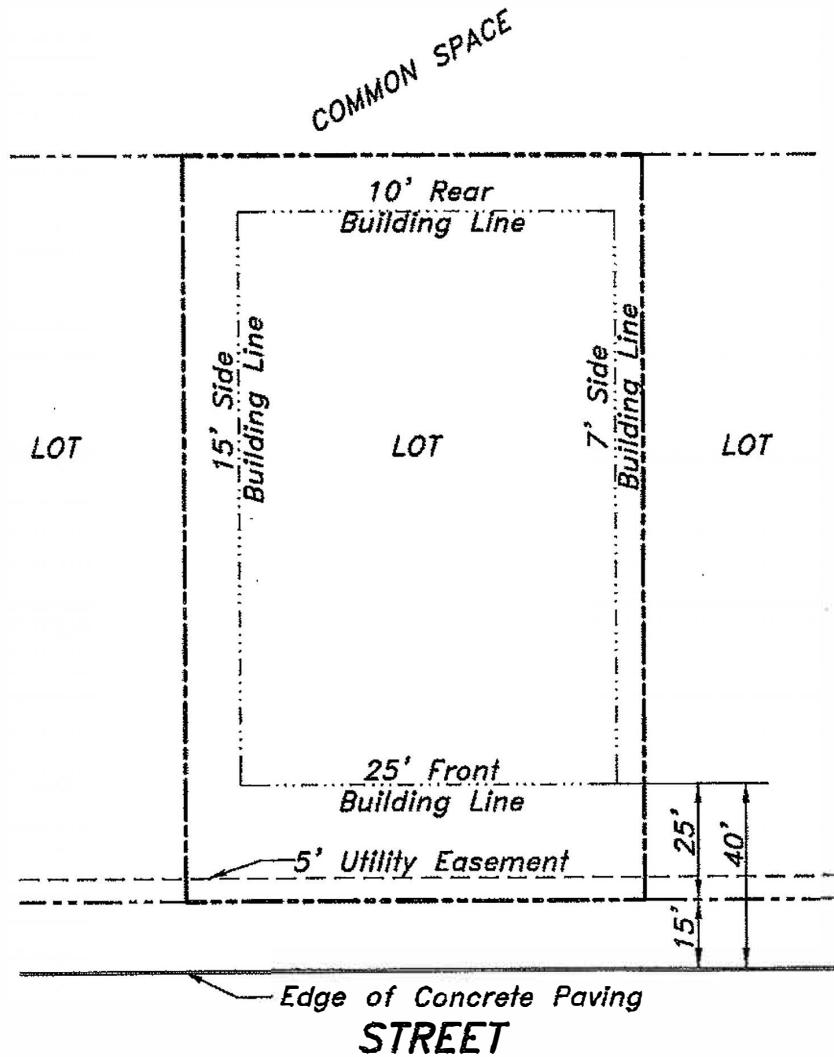 COMMON SPACE
10' Rear
Building Line
15' Side
Building Line
7' Side
Building Line
LOT
LOT
LOT
25' Front
Building Line
25'
40'
5' Utility Easement
15'
Edge of Concrete Paving
STREET